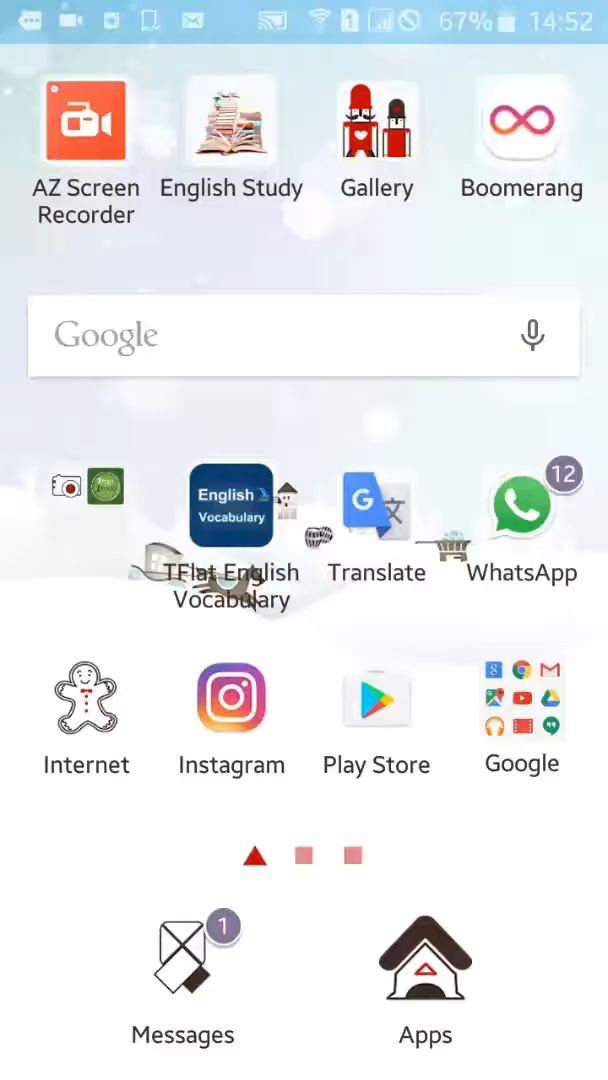 1 67% 14:52
AZ Screen
Recorder
English Study
Gallery
Boomerang
Google
English
Vocabulary
12
TFlat English
Vocabulary
Translate
WhatsApp
Internet
Instagram
Play Store
Google
1
Messages
Apps